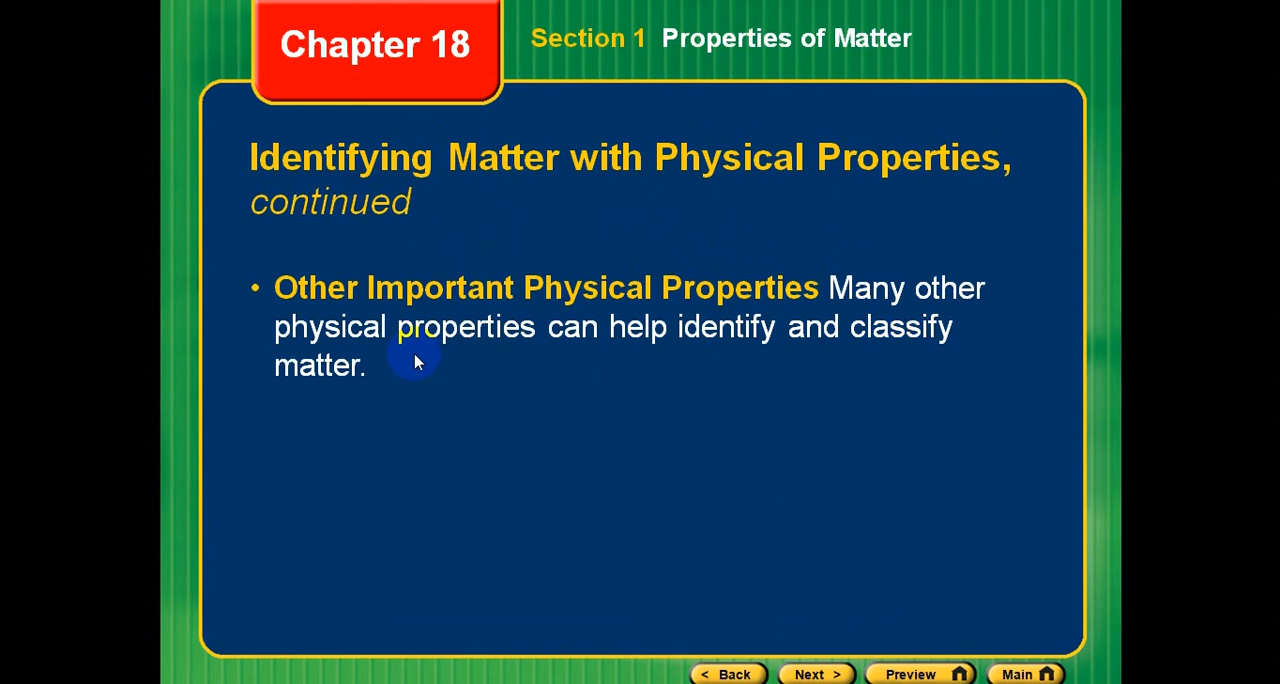 Chapter 18
Section 1 Properties of Matter
Identifying Matter with Physical Properties,
continued
• Other Important Physical Properties Many other
physical properties can help identify and classify
matter.
< Back
Next >
Preview
Main